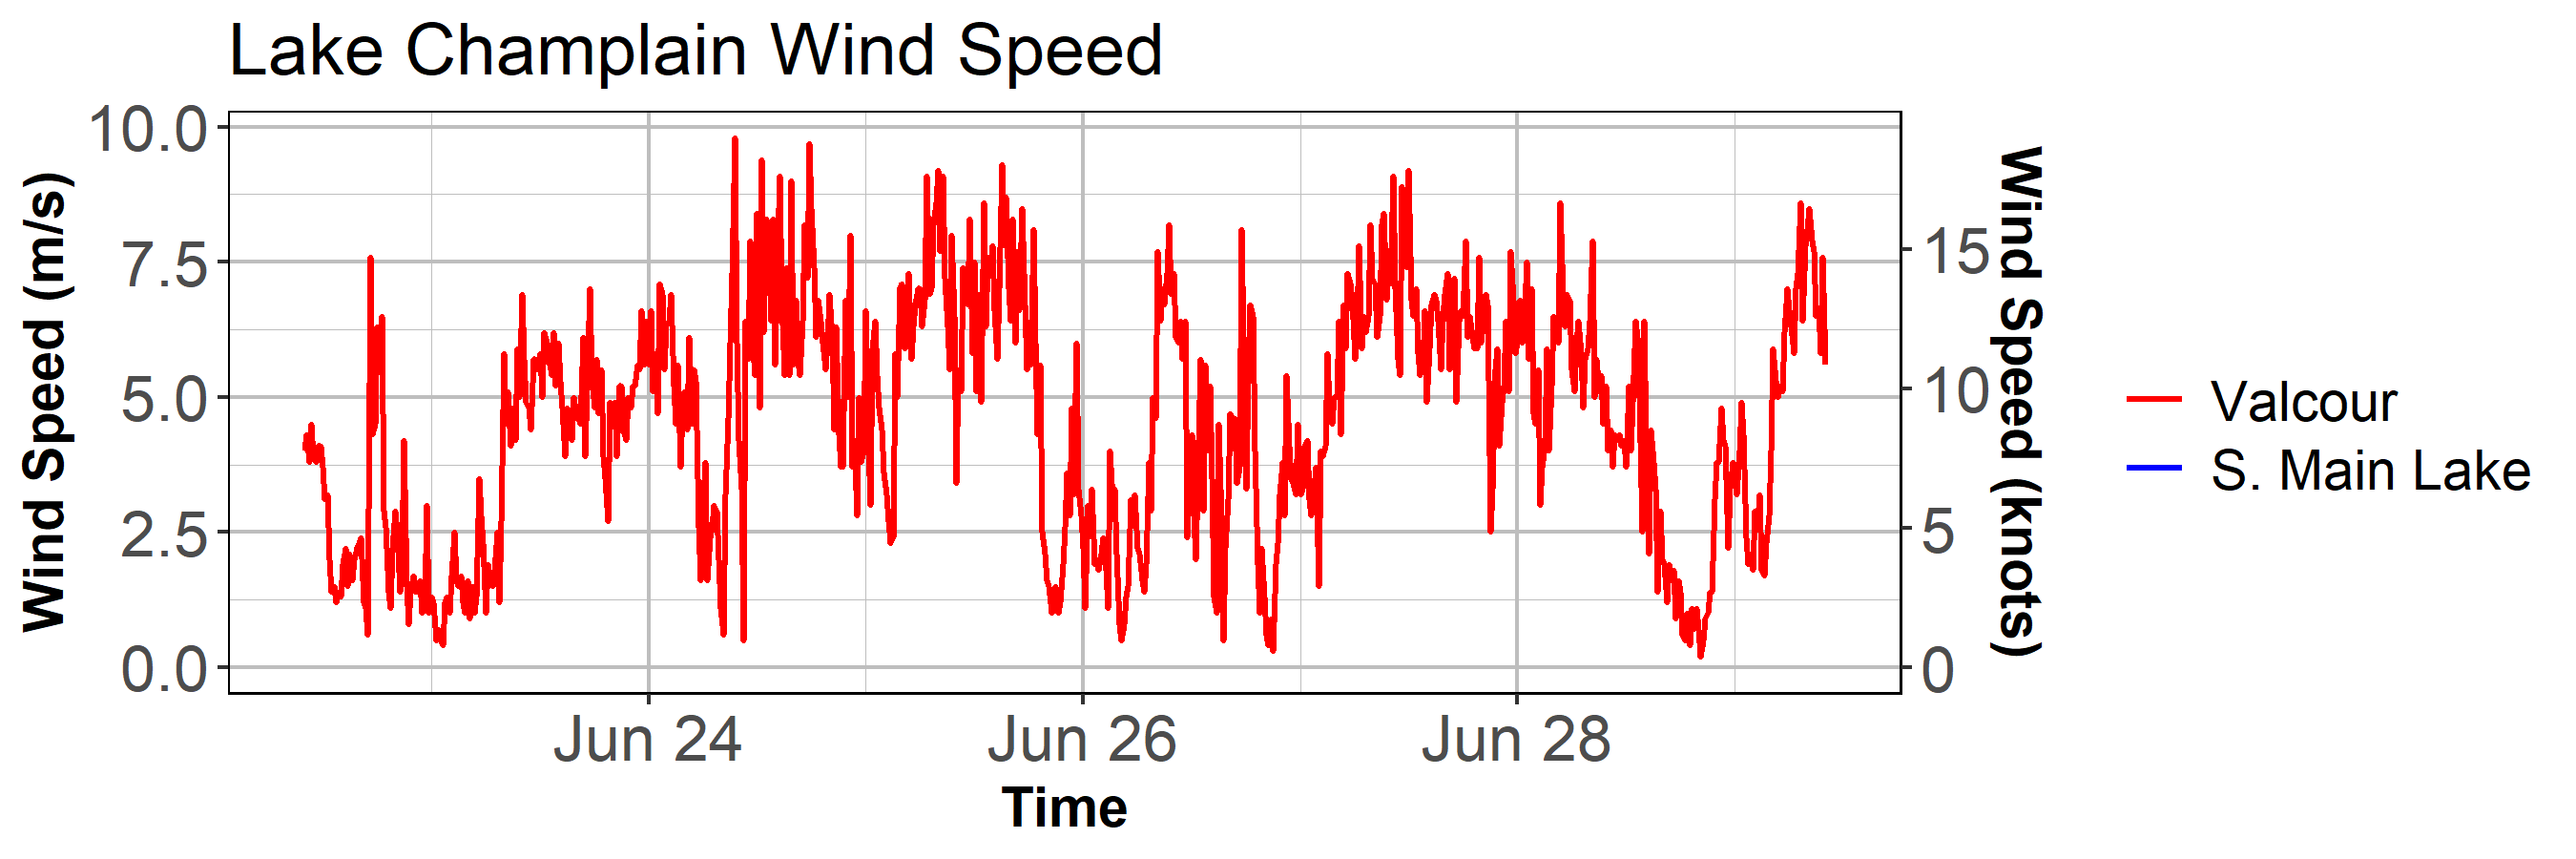 Lake Champlain Wind Speed
Wind Speed (m/s)
10.0
7.5
5.0
2.5
0.0
Jun 24
Jun 26
Jun 28
Time
15
10
5
0
Wind Speed (knots)
Valcour
S. Main Lake